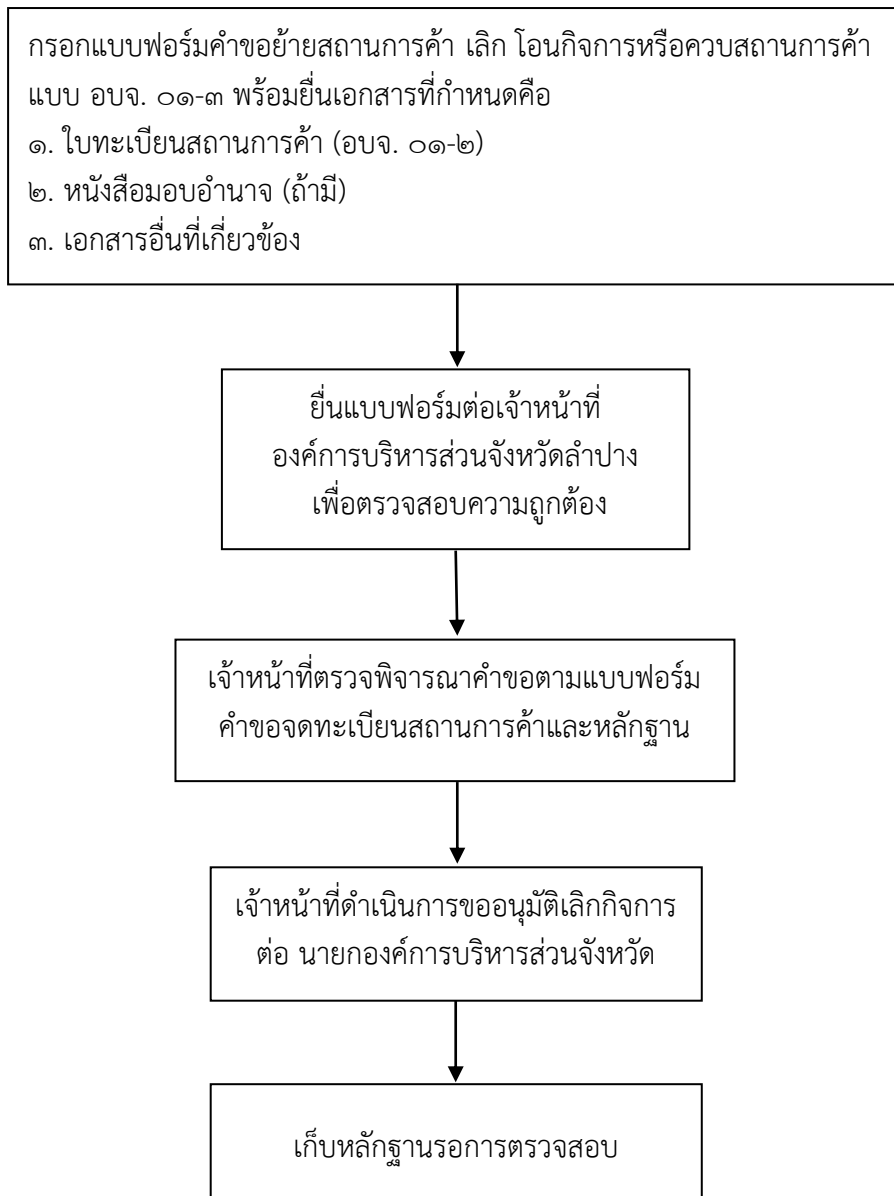 กรอกแบบฟอร์มคำขอย้ายสถานการค้า เลิก โอนกิจการหรือควบสถานการค้า
แบบ อบจ. ๐๑-๓ พร้อมยื่นเอกสารที่กำหนดคือ
๑. ใบทะเบียนสถานการค้า (อบจ. ๐๑-๒)
๒. หนังสือมอบอำนาจ (ถ้ามี)
๓. เอกสารอื่นที่เกี่ยวข้อง
ยื่นแบบฟอร์มต่อเจ้าหน้าที่
องค์การบริหารส่วนจังหวัดลำปาง
เพื่อตรวจสอบความถูกต้อง
เจ้าหน้าที่ตรวจพิจารณาคำขอตามแบบฟอร์ม
คำขอจดทะเบียนสถานการค้าและหลักฐาน
เจ้าหน้าที่ดำเนินการขออนุมัติเลิกกิจการ
ต่อ นายกองค์การบริหารส่วนจังหวัด
เก็บหลักฐานรอการตรวจสอบ